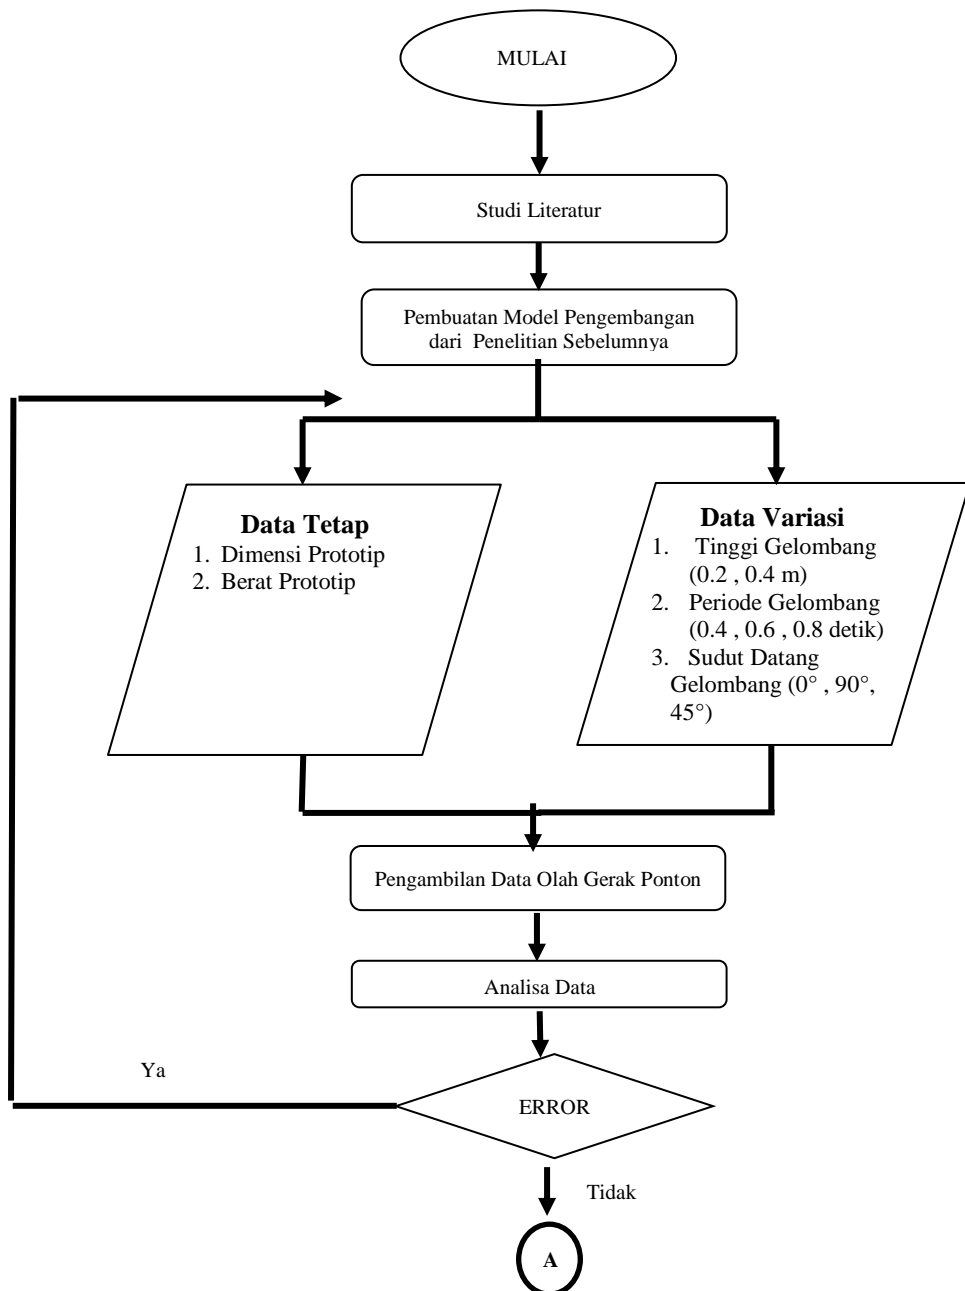 MULAI
Studi Literatur
Pembuatan Model Pengembangan
dari Penelitian Sebelumnya
Data Tetap
1. Dimensi Prototip
2. Berat Prototip
Data Variasi
1. Tinggi Gelombang
(0.2 , 0.4 m)
2. Periode Gelombang
(0.4 , 0.6 , 0.8 detik)
3. Sudut Datang
Gelombang (0° , 90°,
45°)
Pengambilan Data Olah Gerak Ponton
Analisa Data
Ya
ERROR
Tidak
A